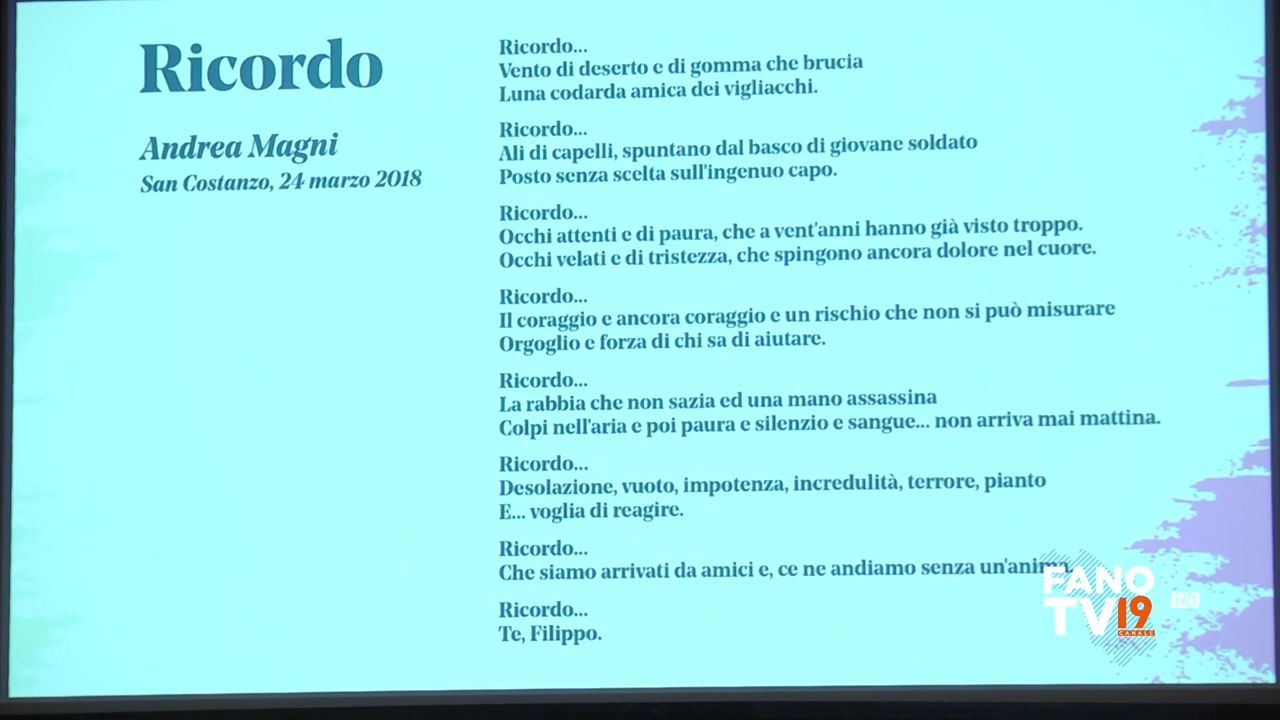 Ricordo
Andrea Magni
San Costanzo, 24 marzo 2018
Ricordo...
Vento di deserto e di gomma che brucia
Luna codarda amica dei vigliacchi.
Ricordo...
Ali di capelli, spuntano dal basco di giovane soldato
Posto senza scelta sull'ingenuo capo.
Ricordo...
Occhi attenti e di paura, che a vent'anni hanno già visto troppo.
Occhi velati e di tristezza, che spingono ancora dolore nel cuore.
Ricordo...
Il coraggio e ancora coraggio e un rischio che non si può misurare
Orgoglio e forza di chi sa di aiutare.
Ricordo...
La rabbia che non sazia ed una mano assassina
Colpi nell'aria e poi paura e silenzio e sangue... non arriva mai mattina.
Ricordo...
Desolazione, vuoto, impotenza, incredulità, terrore, pianto
E... voglia di reagire.
Ricordo...
Che siamo arrivati da amici e, ce ne andiamo senza un'anima.
Ricordo...
Te, Filippo.
FANO
TV 19 HD
CANALE